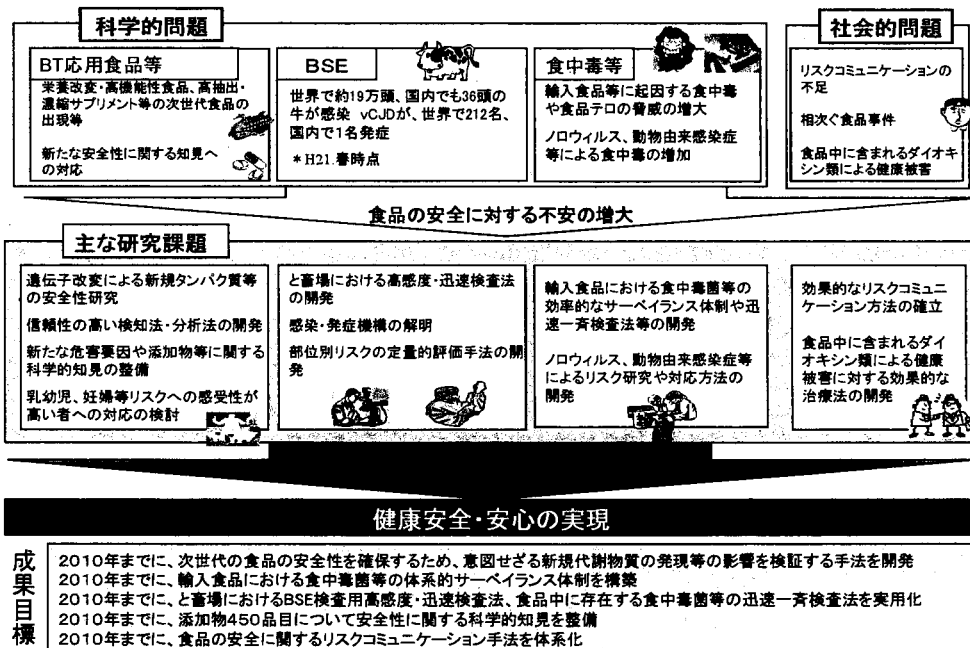 科学的問題
社会的問題
BT応用食品等
栄養改変・高機能性食品、高抽出・
濃縮サプリメント等の次世代食品の
出現等
新たな安全性に関する知見へ
の対応
BSE
世界で約19万頭、国内でも36頭の
牛が感染 vCJDが、世界で212名、
国内で1名発症
＊H21.春時点
食中毒等
輸入食品等に起因する食中毒
や食品テロの脅威の増大
ノロウィルス、動物由来感染症
等による食中毒の増加
リスクコミュニケーションの
不足
相次ぐ食品事件
食品中に含まれるダイオキ
シン類による健康被害
食品の安全に対する不安の増大
主な研究課題
遺伝子改変による新規タンパク質等
の安全性研究
信頼性の高い検知法・分析法の開発
新たな危害要因や添加物等に関する
科学的知見の整備
乳幼児、妊婦等リスクへの感受性が
高い者への対応の検討
と畜場における高感度・迅速検査法
の開発
感染・発症機構の解明
部位別リスクの定量的評価手法の開
発
輸入食品における食中毒菌等の
効率的なサーベイランス体制や迅
速一斉検査法等の開発
ノロウィルス、動物由来感染症等
によるリスク研究や対応方法の
開発
効果的なリスクコミュニ
ケーション方法の確立
食品中に含まれるダイ
オキシン類による健康
被害に対する効果的な
治療法の開発
健康安全・安心の実現
成果目標
2010年までに、次世代の食品の安全性を確保するため、意図せざる新規代謝物質の発現等の影響を検証する手法を開発
2010年までに、輸入食品における食中毒菌等の体系的サーベイランス体制を構築
2010年までに、と畜場におけるBSE検査用高感度・迅速検査法、食品中に存在する食中毒菌等の迅速一斉検査法を実用化
2010年までに、添加物450品目について安全性に関する科学的知見を整備
2010年までに、食品の安全に関するリスクコミュニケーション手法を体系化